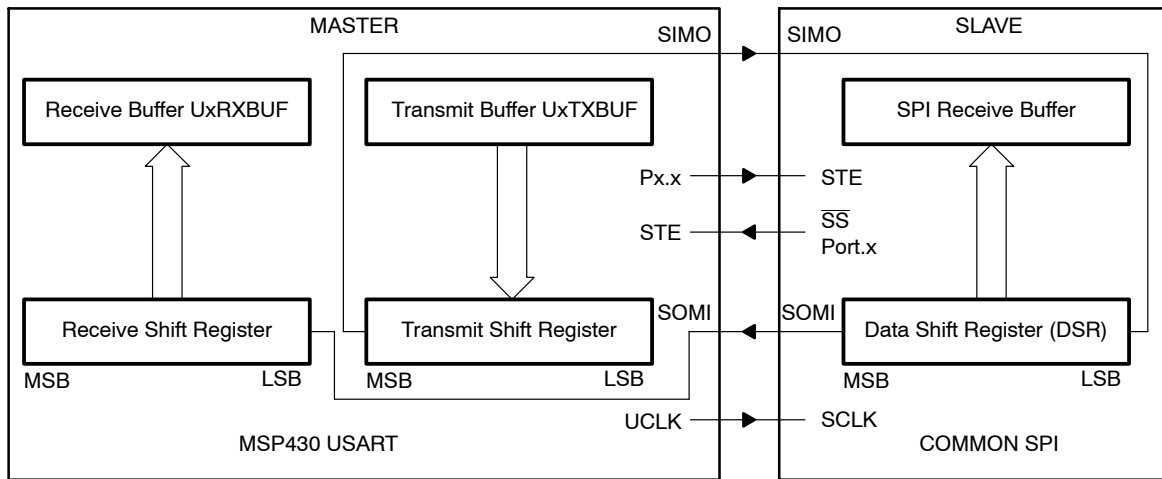 MASTER
SIMO
SIMO
SLAVE
Receive Buffer UxRXBUF
Transmit Buffer UxTXBUF
SPI Receive Buffer
Px.x
STE
STE
SS
Port.x
Receive Shift Register
Transmit Shift Register
SOMI
SOMI
Data Shift Register (DSR)
MSB
LSB
MSB
LSB
MSB
LSB
UCLK
SCLK
MSP430 USART
COMMON SPI